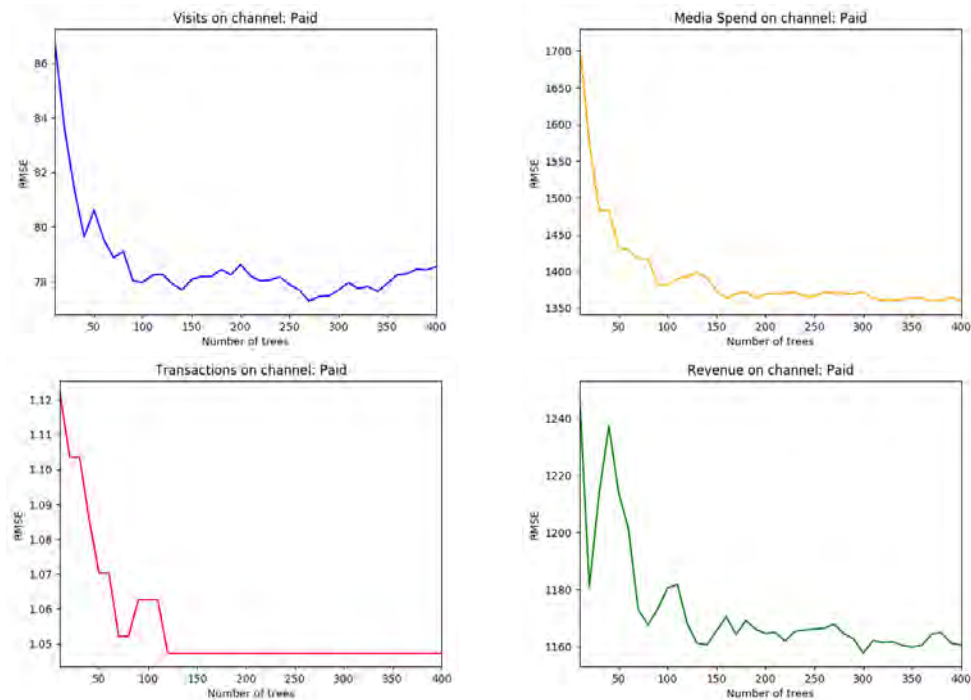 Visits on channel: Paid
RMSE
86
84
82
80
78
50 100 150 200 250 300 350 400
Number of trees
Media Spend on channel: Paid
RMSE
1700
1650
1600
1550
1500
1450
1400
1350
50 100 150 200 250 300 350 400
Number of trees
Transactions on channel: Paid
RMSE
1.12
1.11
1.10
1.09
1.08
1.07
1.06
1.05
50 100 150 200 250 300 350 400
Number of trees
Revenue on channel: Paid
RMSE
1240
1220
1200
1180
1160
50 100 150 200 250 300 350 400
Number of trees